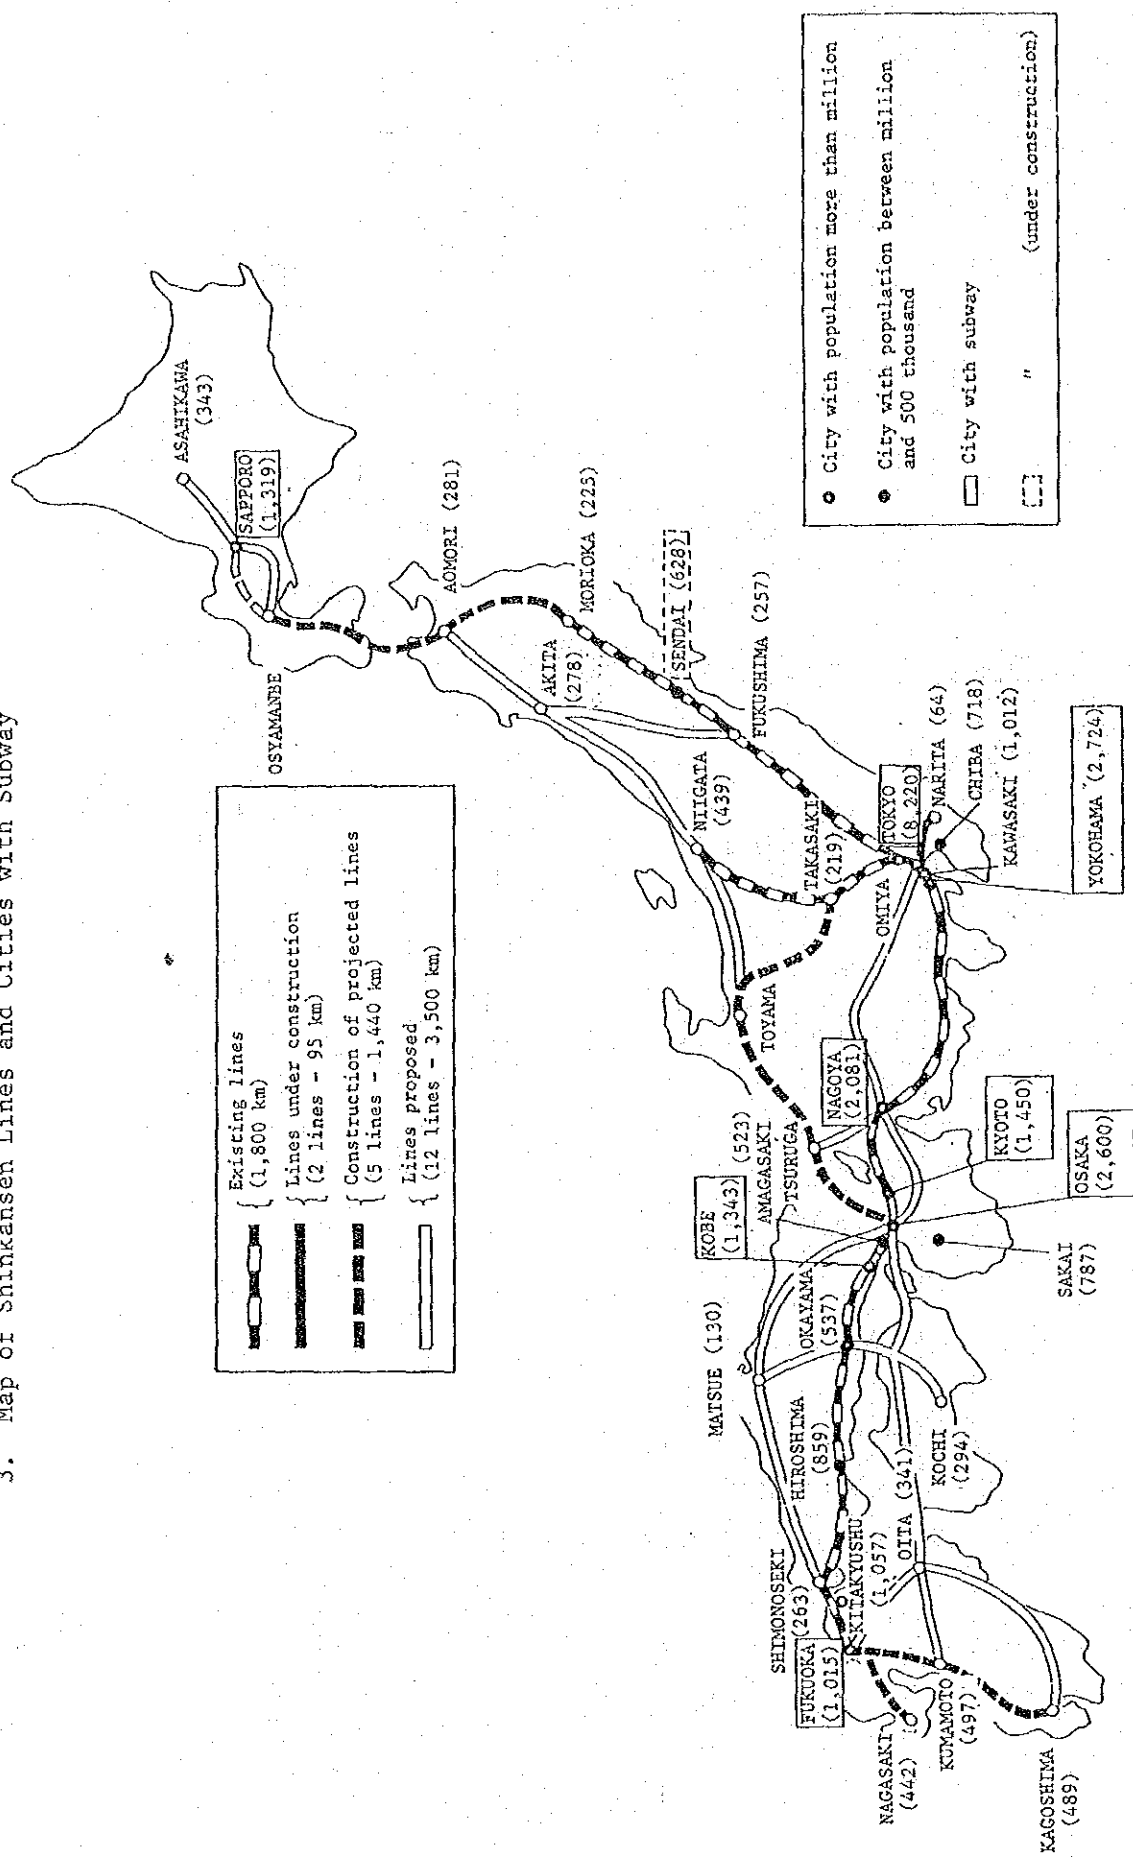 3. Map of Shinkansen Lines and Cities with Subway
Existing lines
(1,800 km)
Lines under construction
(2 lines - 95 km)
Construction of projected lines
(5 lines - 1,440 km)
Lines proposed
(12 lines - 3,500 km)
ASAHIKAWA
(343)
SAPPORO
(1,319)
OSYAMANBE
AOMORI (281)
MORIOKA (225)
AKITA
(278)
SENDAI (628)
FUKUSHIMA (257)
NIIGATA
(439)
TAKASAKI
(219)
OMIYA
TOKYO
(8,220)
NARITA (64)
CHIBA (718)
KAWASAKI (1,012)
YOKOHAMA (2,724)
TOYAMA
NAGOYA
(2,081)
TSURUGA
AMAGASAKI (523)
KOBE
(1,343)
KYOTO
(1,450)
OSAKA
(2,600)
SAKAI
(787)
MATSUE (130)
OKAYAMA
(537)
HIROSHIMA
(859)
KOCHI
(294)
SHIMONOSEKI
(263)
KITAKYUSHU
(1,057)
OITA (341)
FUKUOKA
(1,015)
NAGASAKI
(442)
KUMAMOTO
(497)
KAGOSHIMA
(489)
City with population more than million
City with population between million
and 500 thousand
City with subway
" (under construction)